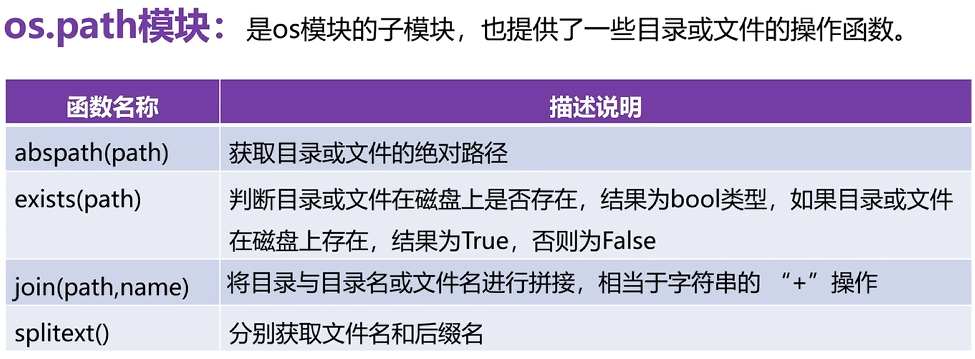 os.path模块：是os模块的子模块，也提供了一些目录或文件的操作函数。
函数名称 描述说明
abspath(path) 获取目录或文件的绝对路径
exists(path) 判断目录或文件在磁盘上是否存在，结果为bool类型，如果目录或文件
在磁盘上存在，结果为True，否则为False
join(path,name) 将目录与目录名或文件名进行拼接，相当于字符串的 “+”操作
splitext() 分别获取文件名和后缀名